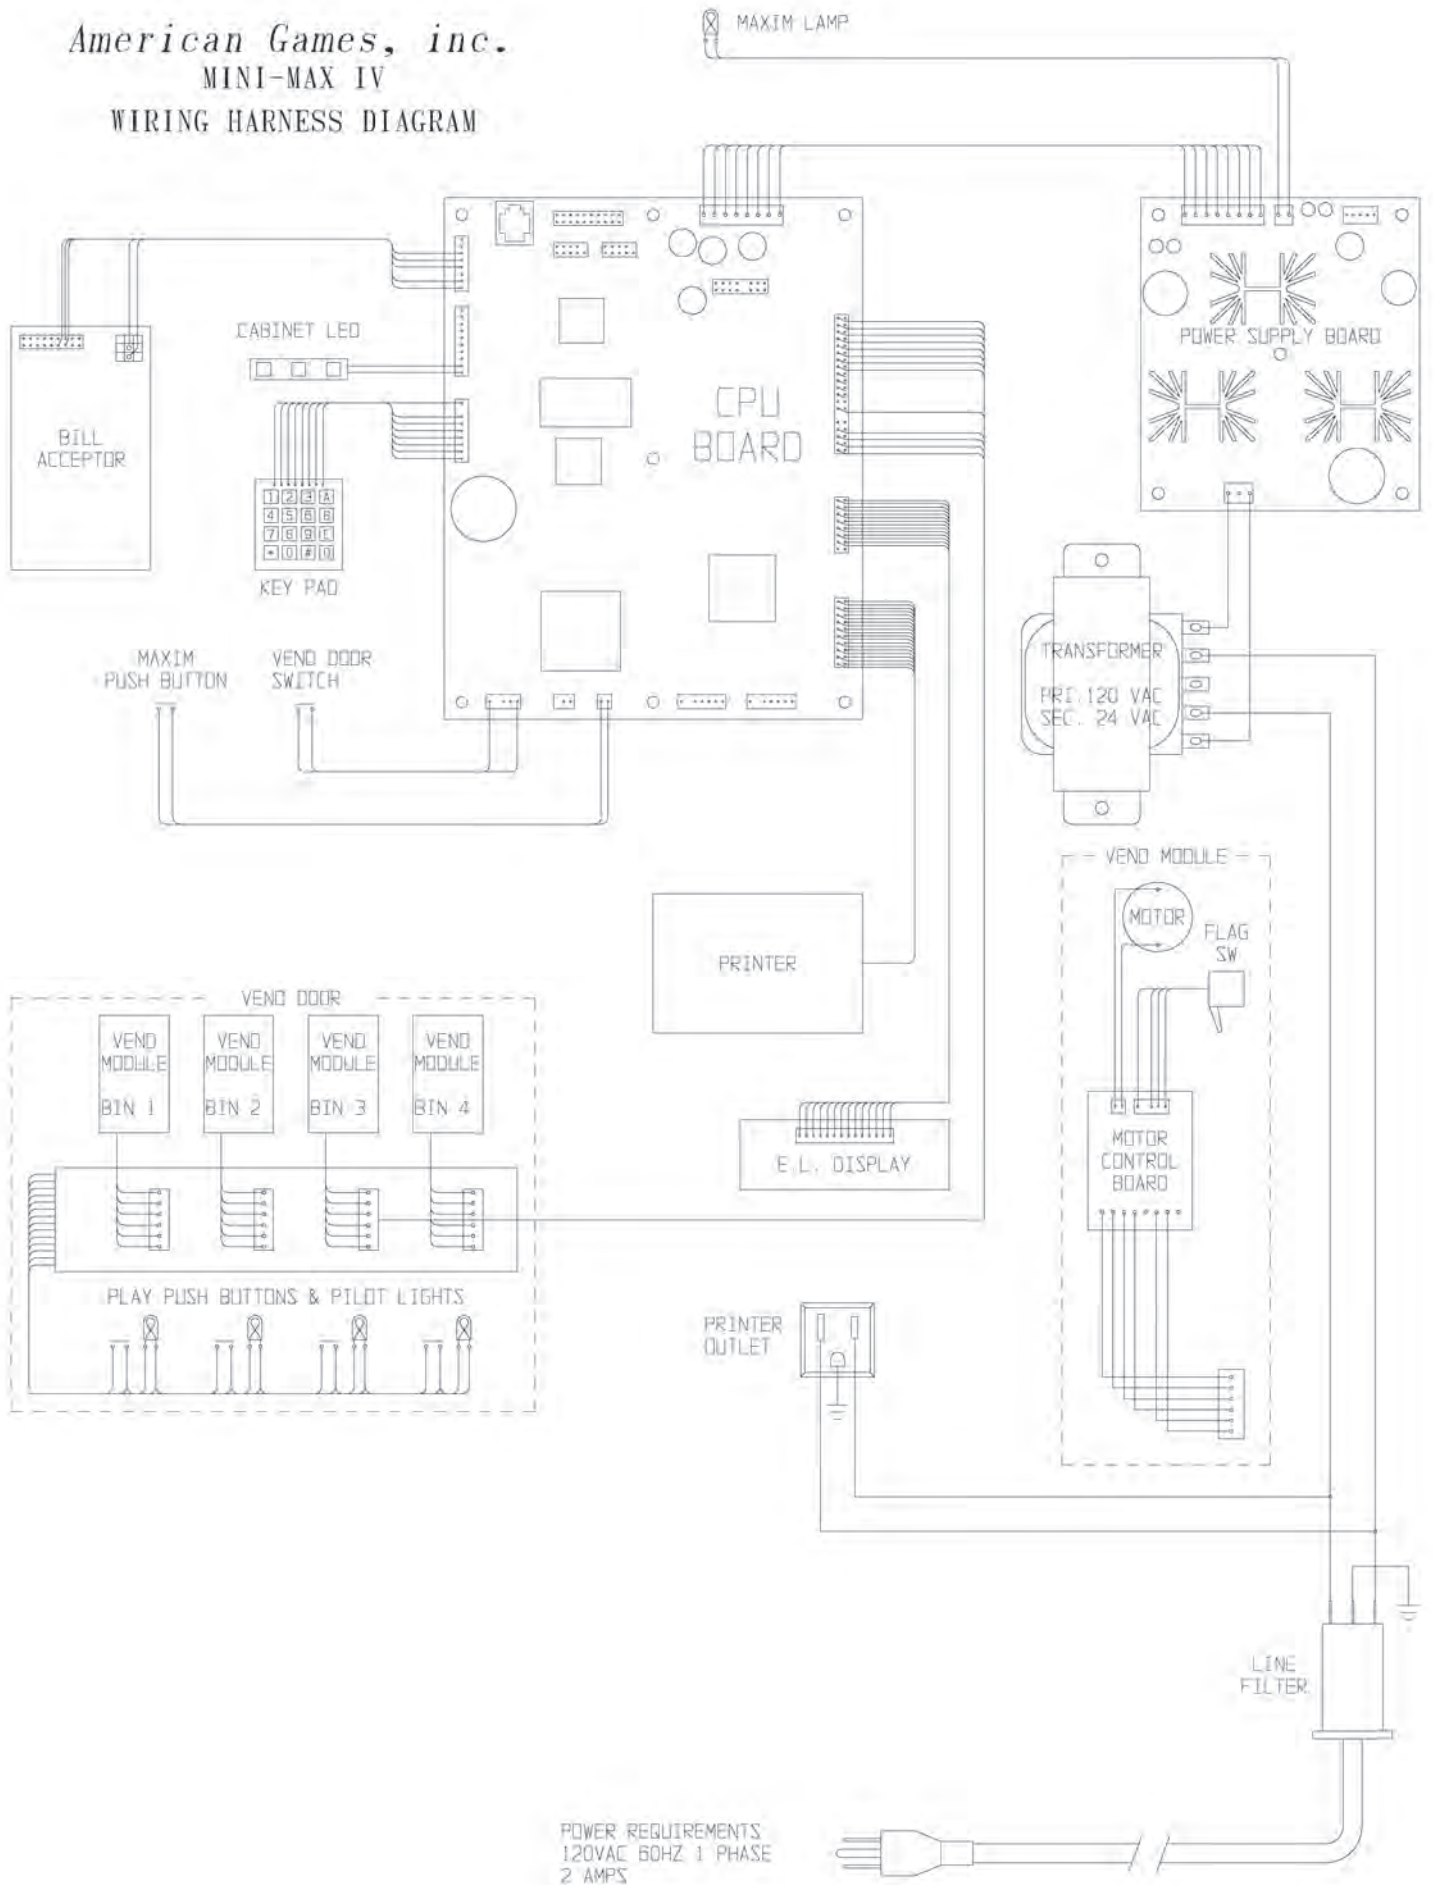 American Games, inc.
MINI-MAX IV
WIRING HARNESS DIAGRAM
MAXIM LAMP
CABINET LED
BILL
ACCEPTOR
CPU
BOARD
POWER SUPPLY BOARD
1 2 3 A
4 5 6 B
7 8 9 C
* 0 # D
KEY PAD
MAXIM
PUSH BUTTON
VEND DOOR
SWITCH
TRANSFORMER
PRI. 120 VAC
SEC. 24 VAC
VEND MODULE
MOTOR
FLAG
SW
PRINTER
VEND DOOR
VEND
MODULE
BIN 1
VEND
MODULE
BIN 2
VEND
MODULE
BIN 3
VEND
MODULE
BIN 4
E.L. DISPLAY
MOTOR
CONTROL
BOARD
PLAY PUSH BUTTONS & PILOT LIGHTS
PRINTER
OUTLET
LINE
FILTER
POWER REQUIREMENTS
120VAC 60HZ 1 PHASE
2 AMPS